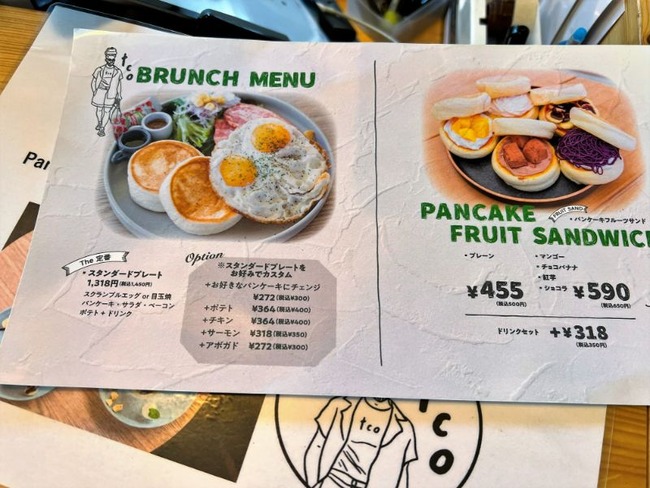 tco
BRUNCH MENU
The 定番
・スタンダードプレート
1,318円(税込1,450円)
スクランブルエッグ or 目玉焼
パンケーキ・サラダ・ベーコン
ポテト + ドリンク
Option
※スタンダードプレートを
お好みでカスタム
+お好きなパンケーキにチェンジ
¥272(税込¥300)
+ポテト ¥364(税込¥400)
+チキン ¥364(税込¥400)
+サーモン ¥318(税込¥350)
+アボガド ¥272(税込¥300)
PANCAKE
FRUIT SAND
・パンケーキフルーツサンド
FRUIT SANDWIC
・プレーン
¥455
(税込500円)
・マンゴー
・チョコバナナ
・紅芋
・ショコラ
¥590
(税込650円)
ドリンクセット +¥318
(税込350円)
Pan
tco
tco